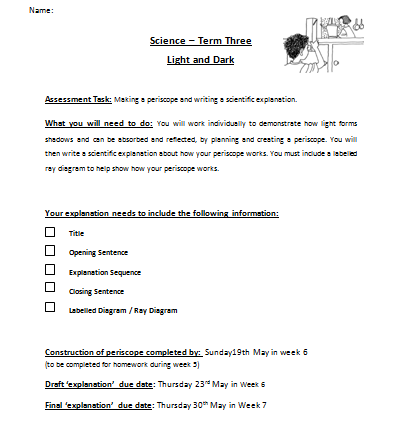 Name:
Science – Term Three
Light and Dark
Assessment Task: Making a periscope and writing a scientific explanation.
What you will need to do: You will work individually to demonstrate how light forms
shadows and can be absorbed and reflected, by planning and creating a periscope. You will
then write a scientific explanation about how your periscope works. You must include a labelled
ray diagram to help show how your periscope works.
Your explanation needs to include the following information:
Title
Opening Sentence
Explanation Sequence
Closing Sentence
Labelled Diagram / Ray Diagram
Construction of periscope completed by: Sunday19th May in week 6
(to be completed for homework during week 5)
Draft ‘explanation’ due date: Thursday 23rd May in Week 6
Final ‘explanation’ due date: Thursday 30th May in Week 7